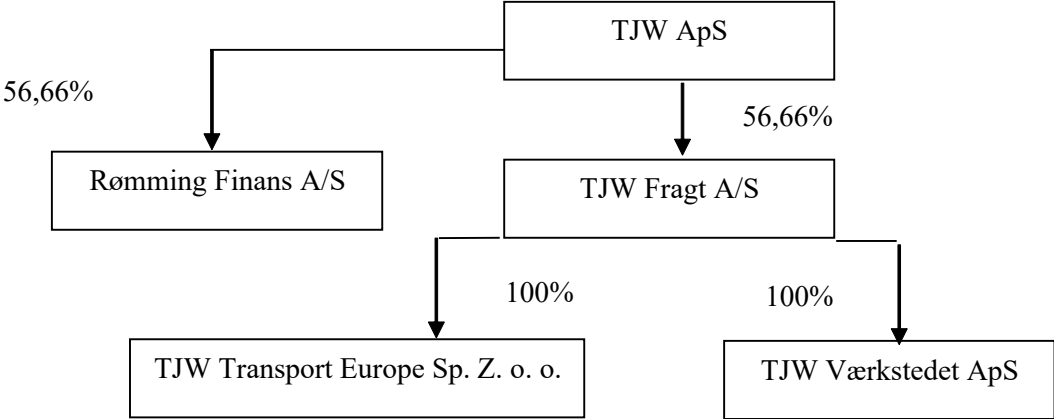 TJW ApS
56,66%
56,66%
Rømming Finans A/S
TJW Fragt A/S
100%
100%
TJW Transport Europe Sp. Z. o. o.
TJW Værkstedet ApS